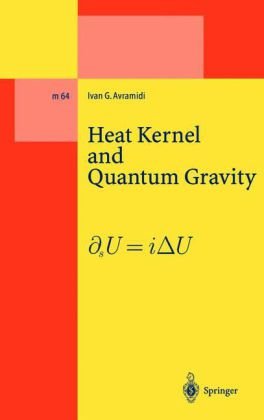 m 64
Ivan G. Avramidi
Heat Kernel
and
Quantum Gravity
∂ₛU = iΔU
Springer